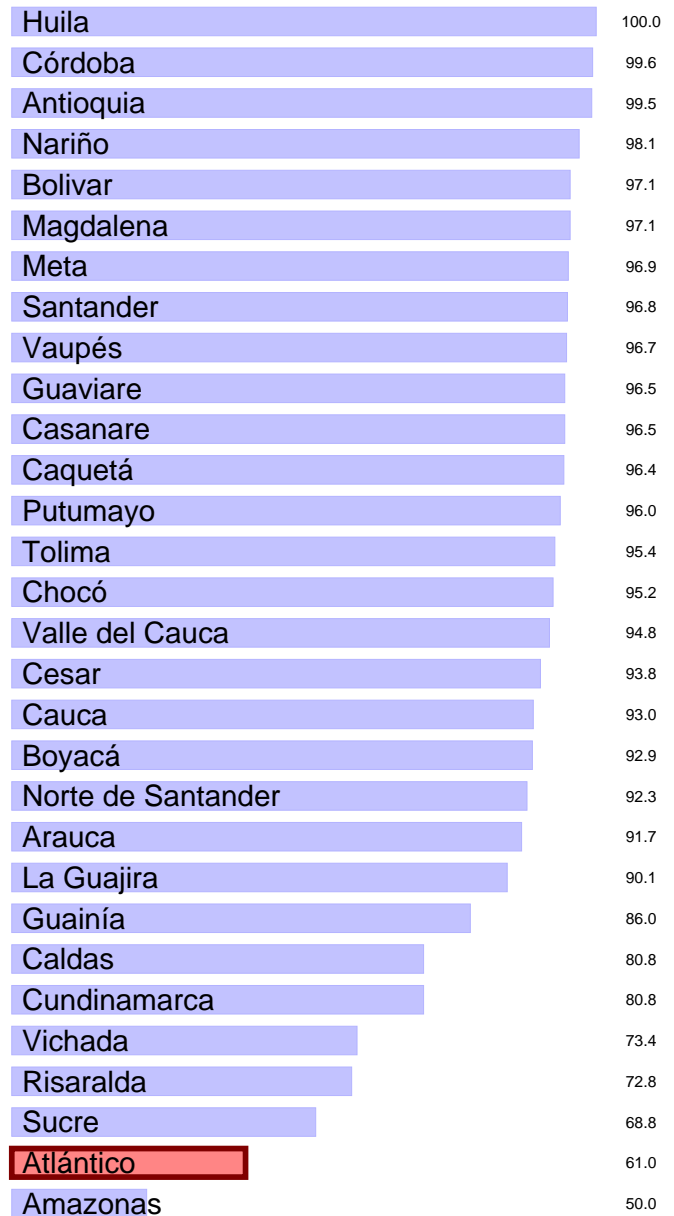 Huila 100.0
Córdoba 99.6
Antioquia 99.5
Nariño 98.1
Bolivar 97.1
Magdalena 97.1
Meta 96.9
Santander 96.8
Vaupés 96.7
Guaviare 96.5
Casanare 96.5
Caquetá 96.4
Putumayo 96.0
Tolima 95.4
Chocó 95.2
Valle del Cauca 94.8
Cesar 93.8
Cauca 93.0
Boyacá 92.9
Norte de Santander 92.3
Arauca 91.7
La Guajira 90.1
Guainía 86.0
Caldas 80.8
Cundinamarca 80.8
Vichada 73.4
Risaralda 72.8
Sucre 68.8
Atlántico 61.0
Amazonas 50.0